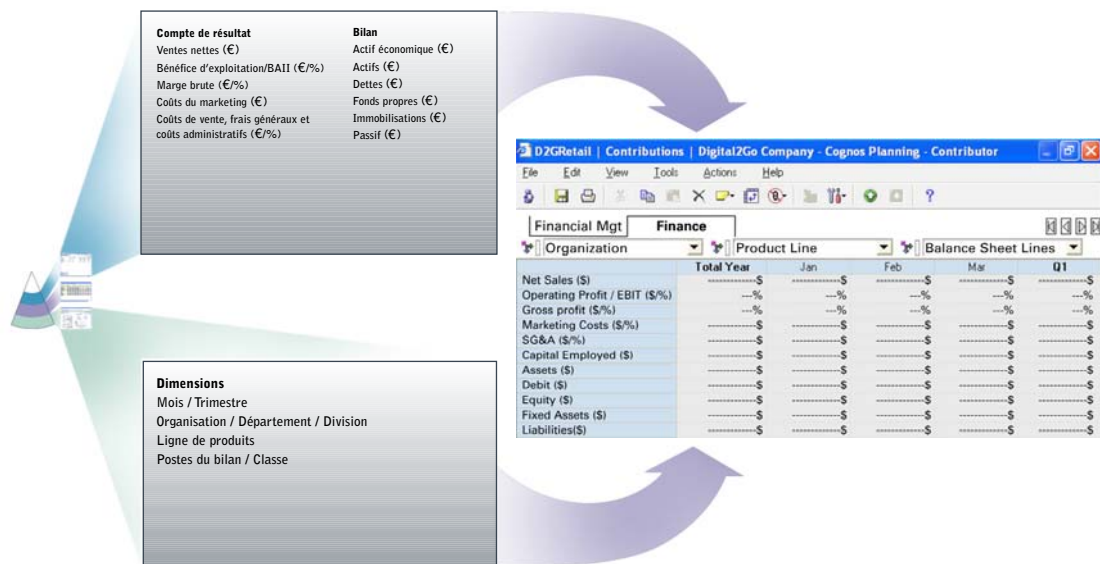 Compte de résultat
Ventes nettes (€)
Bénéfice d'exploitation/BAII (€/%)
Marge brute (€/%)
Coûts du marketing (€)
Coûts de vente, frais généraux et
coûts administratifs (€/%)
Bilan
Actif économique (€)
Actifs (€)
Dettes (€)
Fonds propres (€)
Immobilisations (€)
Passif (€)
Dimensions
Mois / Trimestre
Organisation / Département / Division
Ligne de produits
Postes du bilan / Classe
D2GRetail | Contributions | Digital2Go Company - Cognos Planning - Contributor
File Edit View Tools Actions Help
Financial Mgt Finance
Organization Product Line Balance Sheet Lines
Total Year Jan Feb Mar Q1
Net Sales ($) ------------$ ------------$ ------------$ ------------$ ------------$
Operating Profit / EBIT ($/%) ---% ---% ---% ---% ---%
Gross profit ($/%) ---% ---% ---% ---% ---%
Marketing Costs ($/%) ------------$ ------------$ ------------$ ------------$ ------------$
SG&A ($/%) ------------$ ------------$ ------------$ ------------$ ------------$
Capital Employed ($) ------------$ ------------$ ------------$ ------------$ ------------$
Assets ($) ------------$ ------------$ ------------$ ------------$ ------------$
Debit ($) ------------$ ------------$ ------------$ ------------$ ------------$
Equity ($) ------------$ ------------$ ------------$ ------------$ ------------$
Fixed Assets ($) ------------$ ------------$ ------------$ ------------$ ------------$
Liabilities($) ------------$ ------------$ ------------$ ------------$ ------------$